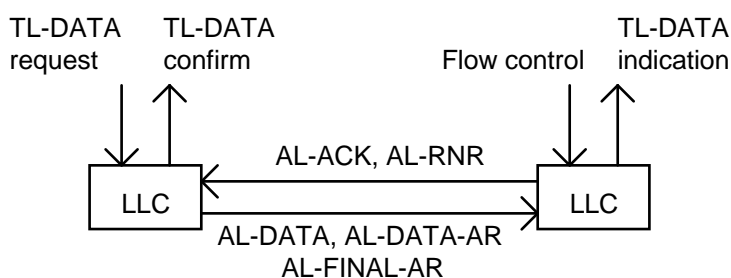 TL-DATA
request
TL-DATA
confirm
Flow control
TL-DATA
indication
AL-ACK, AL-RNR
LLC
LLC
AL-DATA, AL-DATA-AR
AL-FINAL-AR